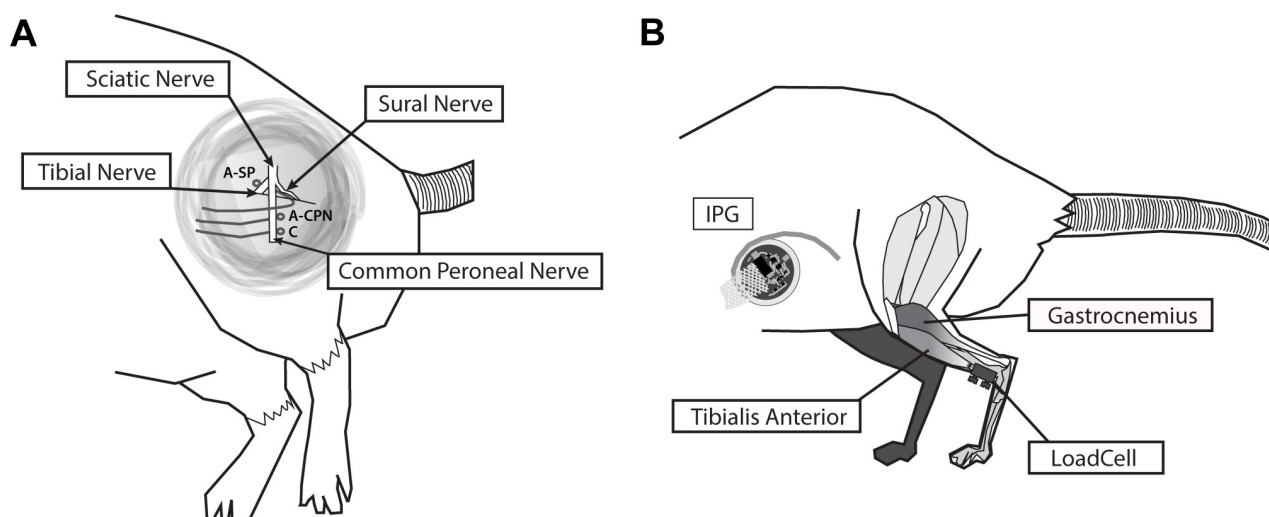 A
Sciatic Nerve
Sural Nerve
Tibial Nerve
A-SP
A-CPN
C
Common Peroneal Nerve
B
IPG
Gastrocnemius
Tibialis Anterior
LoadCell